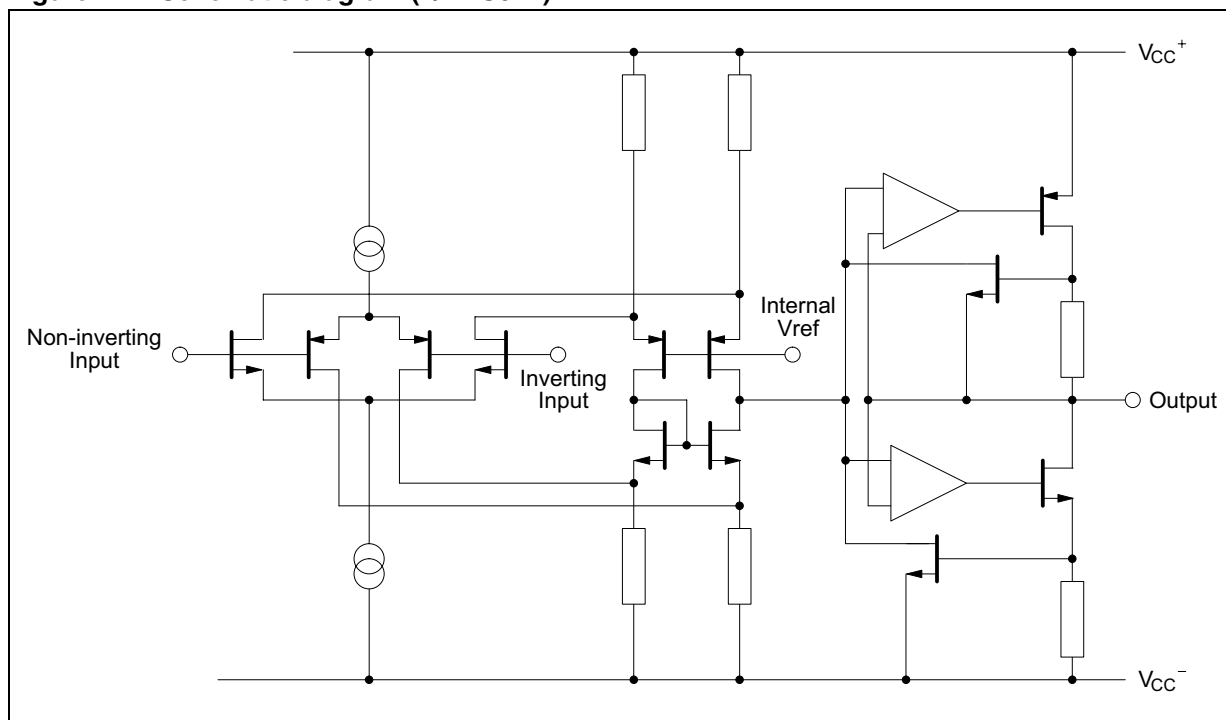 VCC+
Non-inverting
Input
Inverting
Input
Internal
Vref
Output
VCC-